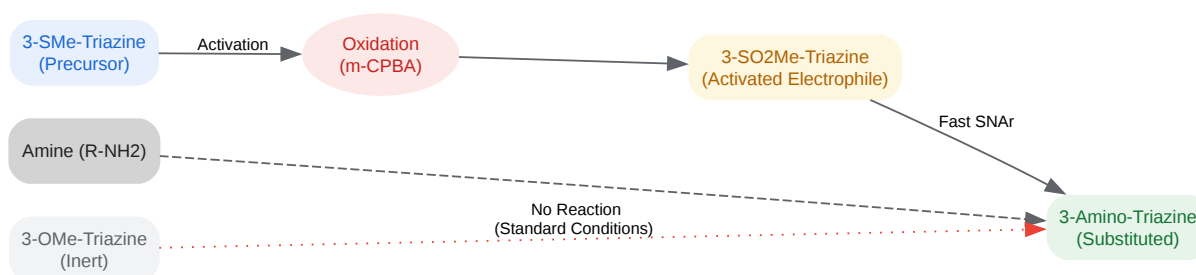 3-SMe-Triazine
(Precursor)
Activation
Oxidation
(m-CPBA)
3-SO2Me-Triazine
(Activated Electrophile)
Fast SNAr
Amine (R-NH2)
No Reaction
(Standard Conditions)
3-OMe-Triazine
(Inert)
3-Amino-Triazine
(Substituted)